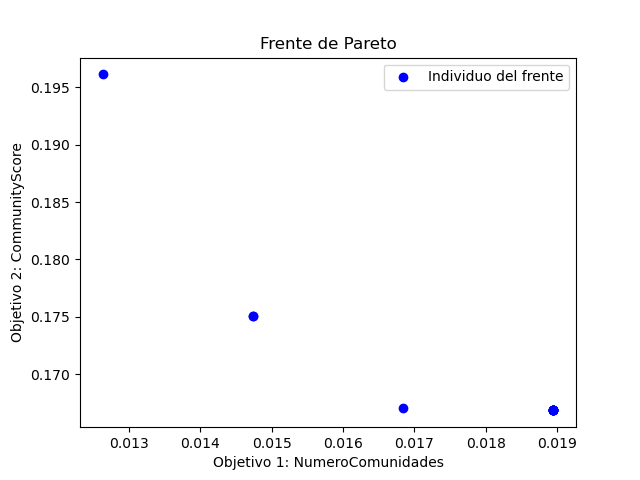 Frente de Pareto
Individuo del frente
Objetivo 2: CommunityScore
0.195
0.190
0.185
0.180
0.175
0.170
0.013 0.014 0.015 0.016 0.017 0.018 0.019
Objetivo 1: NumeroComunidades